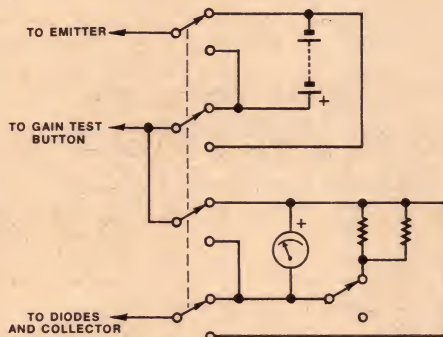 TO EMITTER
TO GAIN TEST
BUTTON
+
+
TO DIODES
AND COLLECTOR